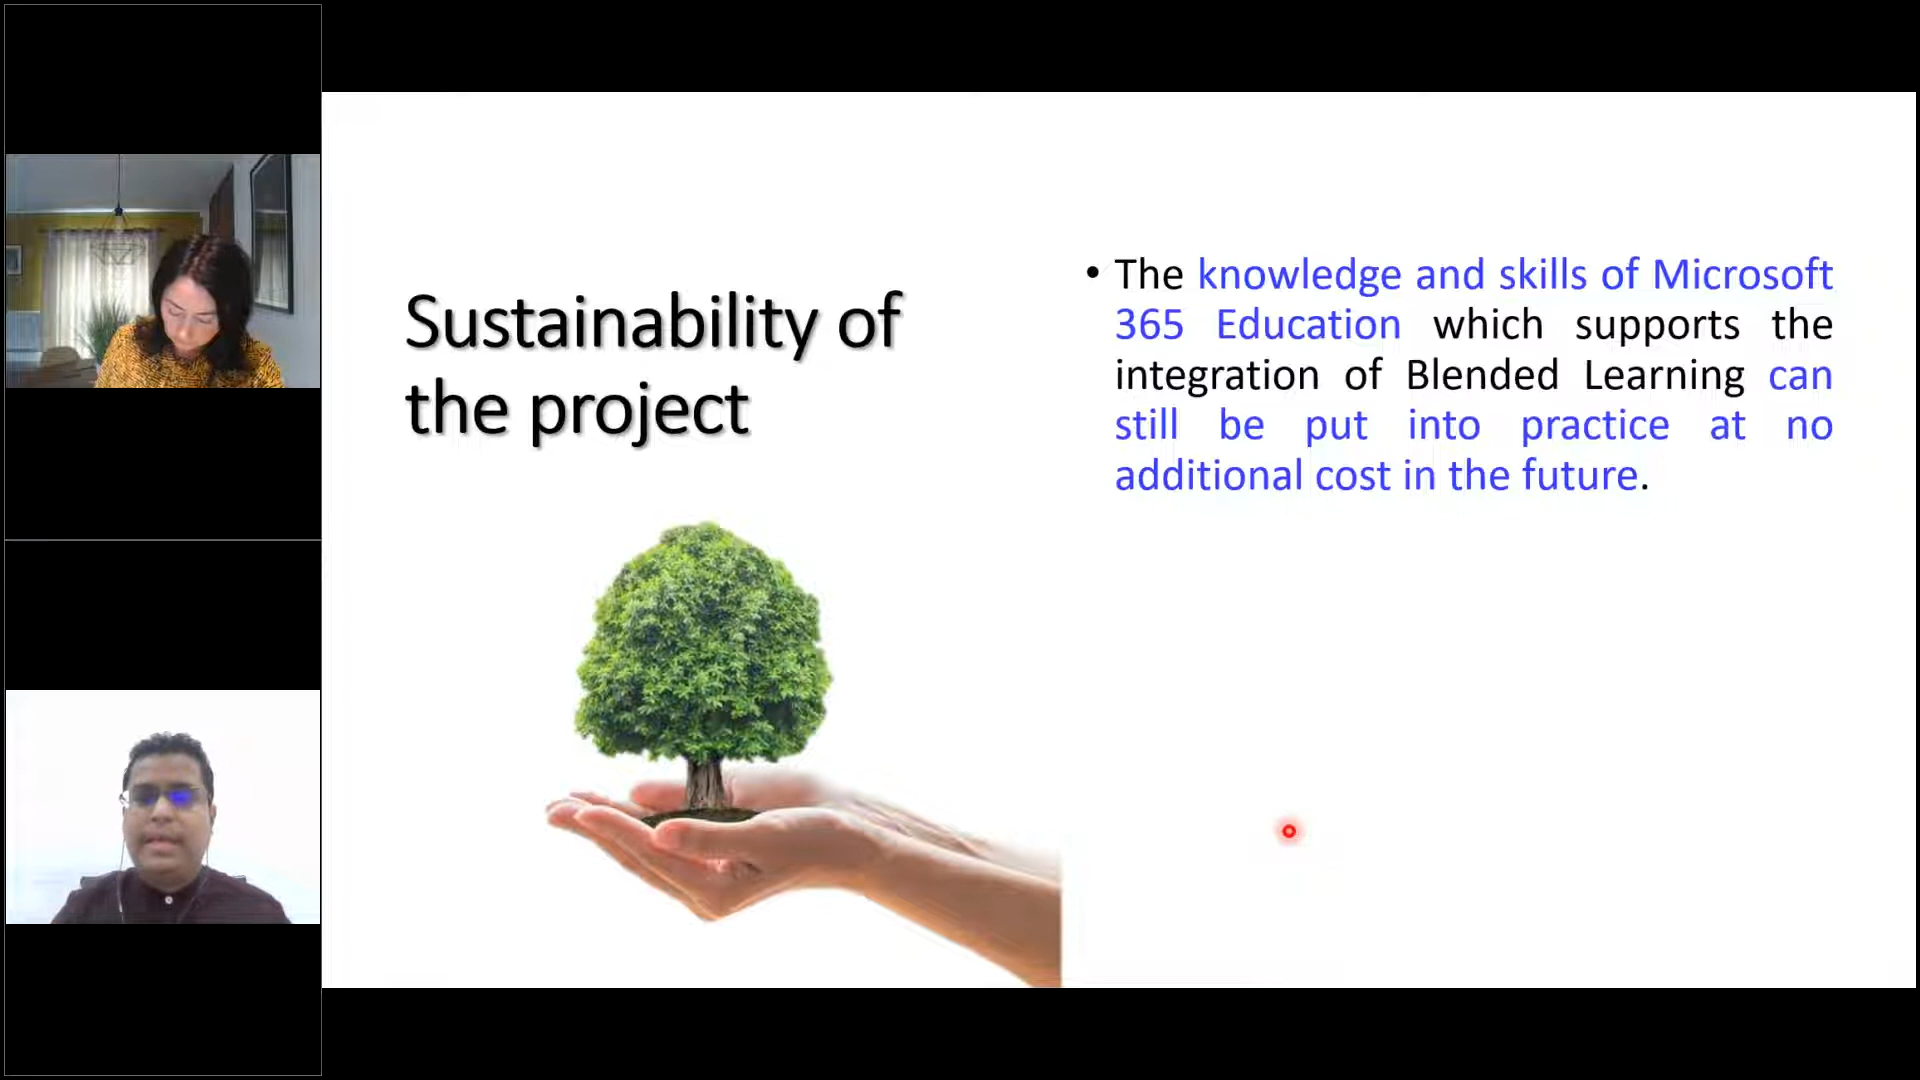 Sustainability of
the project
• The knowledge and skills of Microsoft
365 Education which supports the
integration of Blended Learning can
still be put into practice at no
additional cost in the future.